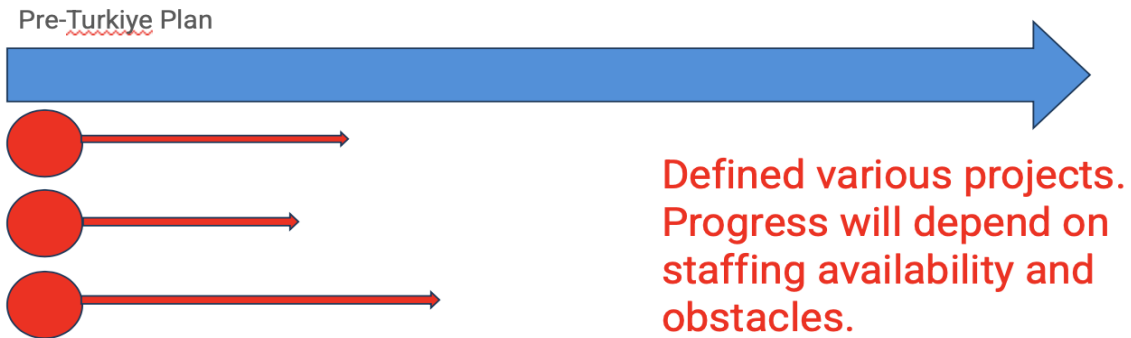 Pre-Turkiye Plan
Defined various projects.
Progress will depend on
staffing availability and
obstacles.